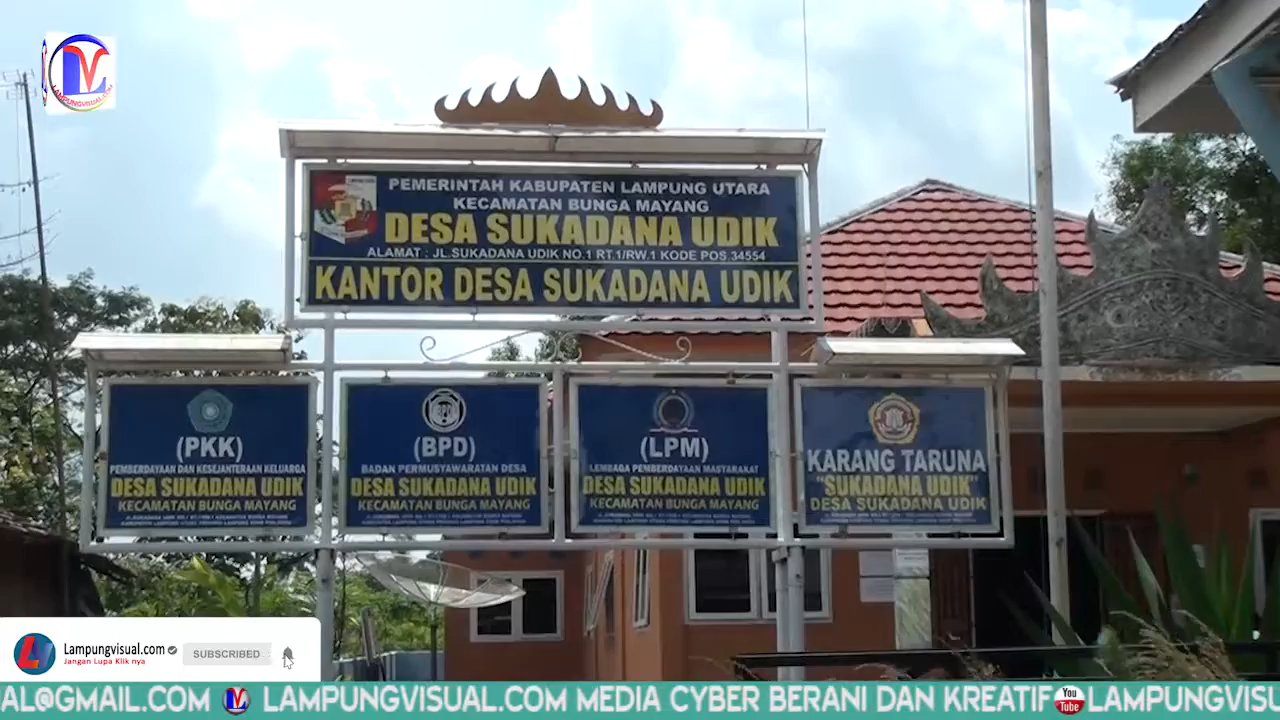 LAMPUNGVISUAL.COM
PEMERINTAH KABUPATEN LAMPUNG UTARA
KECAMATAN BUNGA MAYANG
DESA SUKADANA UDIK
ALAMAT : JL.SUKADANA UDIK NO.1 RT.1/RW.1 KODE POS.34554
KANTOR DESA SUKADANA UDIK
(PKK)
PEMBERDAYAAN DAN KESEJAHTERAAN KELUARGA
DESA SUKADANA UDIK
KECAMATAN BUNGA MAYANG
(BPD)
BADAN PERMUSYAWARATAN DESA
DESA SUKADANA UDIK
KECAMATAN BUNGA MAYANG
(LPM)
LEMBAGA PEMBERDAYAAN MASYARAKAT
DESA SUKADANA UDIK
KECAMATAN BUNGA MAYANG
KARANG TARUNA
"SUKADANA UDIK"
DESA SUKADANA UDIK
Lampungvisual.com
Jangan Lupa Klik nya
SUBSCRIBED
AL@GMAIL.COM LAMPUNGVISUAL.COM MEDIA CYBER BERANI DAN KREATIF You Tube LAMPUNGVISUA